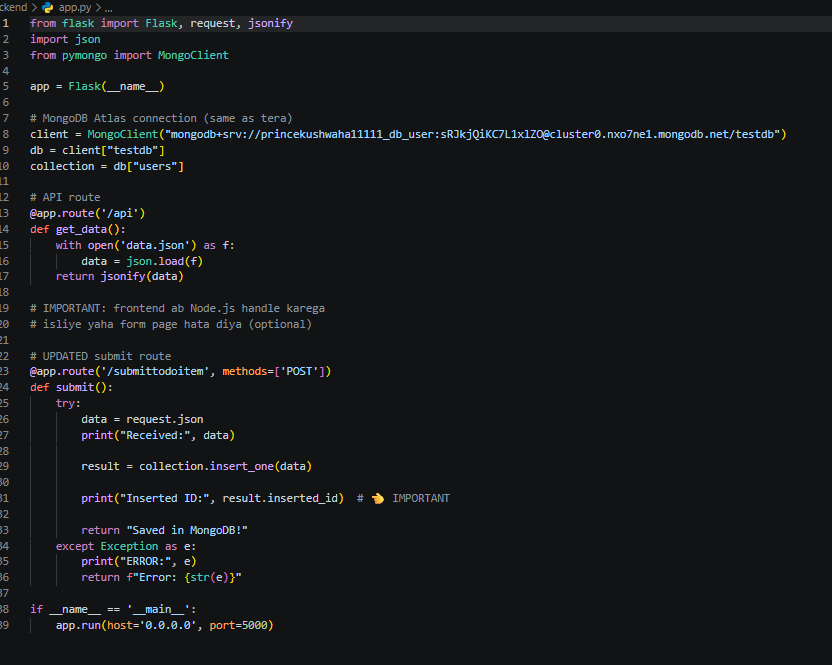 ckend > app.py > ...
1 from flask import Flask, request, jsonify
2 import json
3 from pymongo import MongoClient
4
5 app = Flask(__name__)
6
7 # MongoDB Atlas connection (same as tera)
8 client = MongoClient("mongodb+srv://princekushwaha11111_db_user:sRJkjQiKC7L1xlZO@cluster0.nxo7ne1.mongodb.net/testdb")
9 db = client["testdb"]
10 collection = db["users"]
11
12 # API route
13 @app.route('/api')
14 def get_data():
15     with open('data.json') as f:
16         data = json.load(f)
17     return jsonify(data)
18
19 # IMPORTANT: frontend ab Node.js handle karega
20 # isliye yaha form page hata diya (optional)
21
22 # UPDATED submit route
23 @app.route('/submittodoitem', methods=['POST'])
24 def submit():
25     try:
26         data = request.json
27         print("Received:", data)
28
29         result = collection.insert_one(data)
30
31         print("Inserted ID:", result.inserted_id)  # 👈 IMPORTANT
32
33         return "Saved in MongoDB!"
34     except Exception as e:
35         print("ERROR:", e)
36         return f"Error: {str(e)}"
37
38 if __name__ == '__main__':
39     app.run(host='0.0.0.0', port=5000)